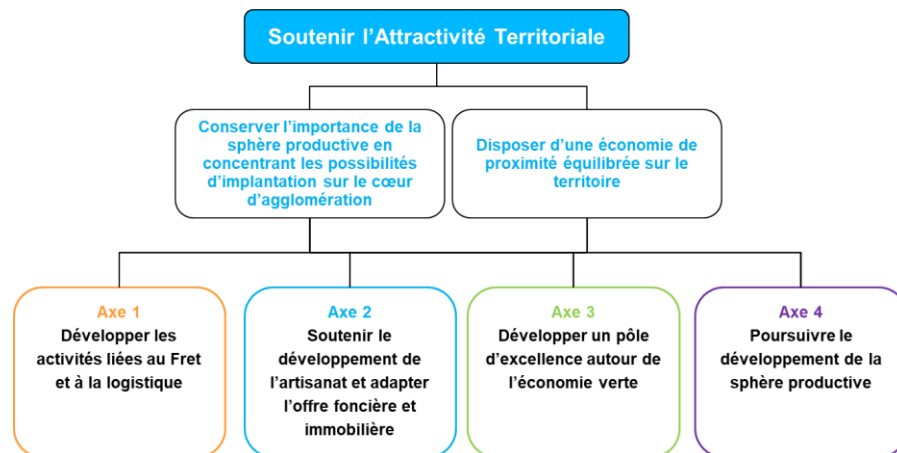 Soutenir l'Attractivité Territoriale
Conserver l'importance de la
sphère productive en
concentrant les possibilités
d'implantation sur le cœur
d'agglomération
Disposer d'une économie de
proximité équilibrée sur le
territoire
Axe 1
Développer les
activités liées au Fret
et à la logistique
Axe 2
Soutenir le
développement de
l'artisanat et adapter
l'offre foncière et
immobilière
Axe 3
Développer un pôle
d'excellence autour de
l'économie verte
Axe 4
Poursuivre le
développement de la
sphère productive